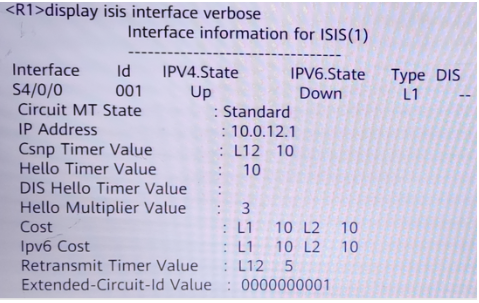 <R1>display isis interface verbose
Interface information for ISIS(1)
---------------------------------
Interface Id IPV4.State IPV6.State Type DIS
S4/0/0 001 Up Down L1 --
Circuit MT State : Standard
IP Address : 10.0.12.1
Csnp Timer Value : L12 10
Hello Timer Value : 10
DIS Hello Timer Value :
Hello Multiplier Value : 3
Cost : L1 10 L2 10
Ipv6 Cost : L1 10 L2 10
Retransmit Timer Value : L12 5
Extended-Circuit-Id Value : 0000000001